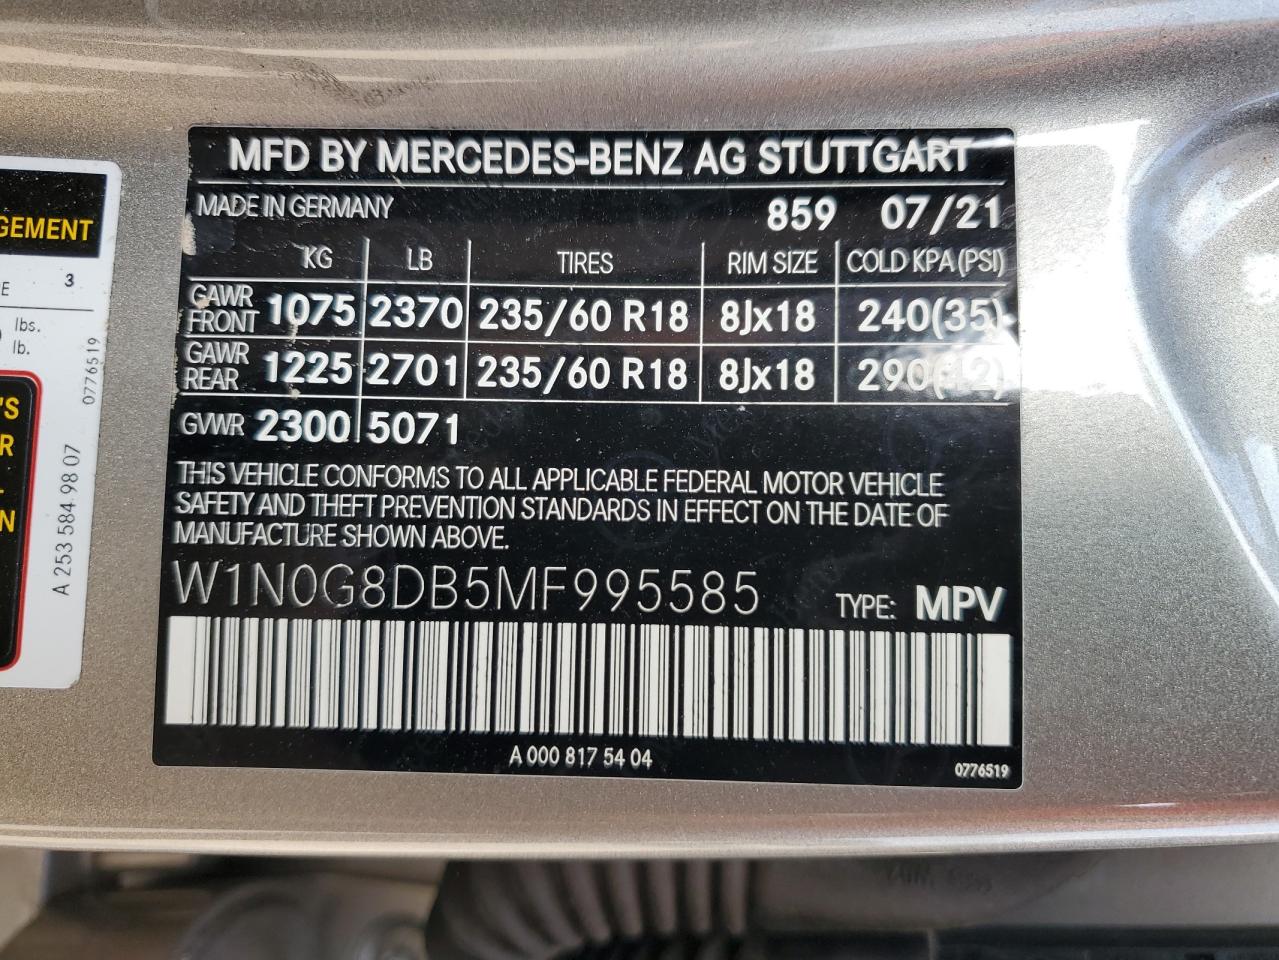 MFD BY MERCEDES-BENZ AG STUTTGART
MADE IN GERMANY 859 07/21
KG LB TIRES RIM SIZE COLD KPA (PSI)
GAWR FRONT 1075 2370 235/60 R18 8Jx18 240(35)
GAWR REAR 1225 2701 235/60 R18 8Jx18 290(42)
GVWR 2300 5071
THIS VEHICLE CONFORMS TO ALL APPLICABLE FEDERAL MOTOR VEHICLE
SAFETY AND THEFT PREVENTION STANDARDS IN EFFECT ON THE DATE OF
MANUFACTURE SHOWN ABOVE.
W1N0G8DB5MF995585 TYPE: MPV
A 000 817 54 04
0776519
GEMENT
3
lbs.
lb.
0776519
'S
R
N
A 253 584 98 07